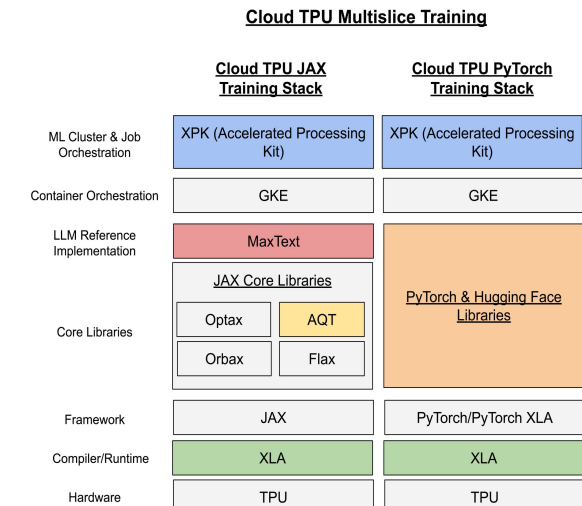 Cloud TPU Multislice Training
Cloud TPU JAX
Training Stack
Cloud TPU PyTorch
Training Stack
ML Cluster & Job
Orchestration
XPK (Accelerated Processing
Kit)
XPK (Accelerated Processing
Kit)
Container Orchestration
GKE
GKE
LLM Reference
Implementation
MaxText
PyTorch & Hugging Face
Libraries
Core Libraries
JAX Core Libraries
Optax
AQT
Orbax
Flax
Framework
JAX
PyTorch/PyTorch XLA
Compiler/Runtime
XLA
XLA
Hardware
TPU
TPU